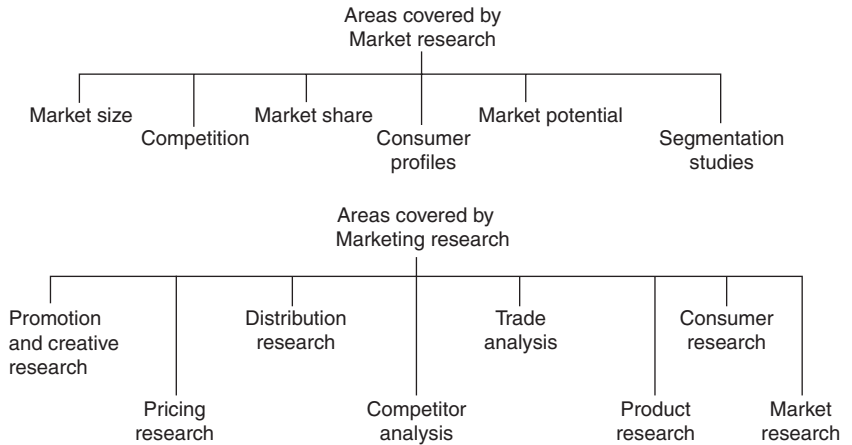 Areas covered by
Market research
Market size
Competition
Market share
Consumer
profiles
Market potential
Segmentation
studies
Areas covered by
Marketing research
Promotion
and creative
research
Pricing
research
Distribution
research
Competitor
analysis
Trade
analysis
Product
research
Consumer
research
Market
research